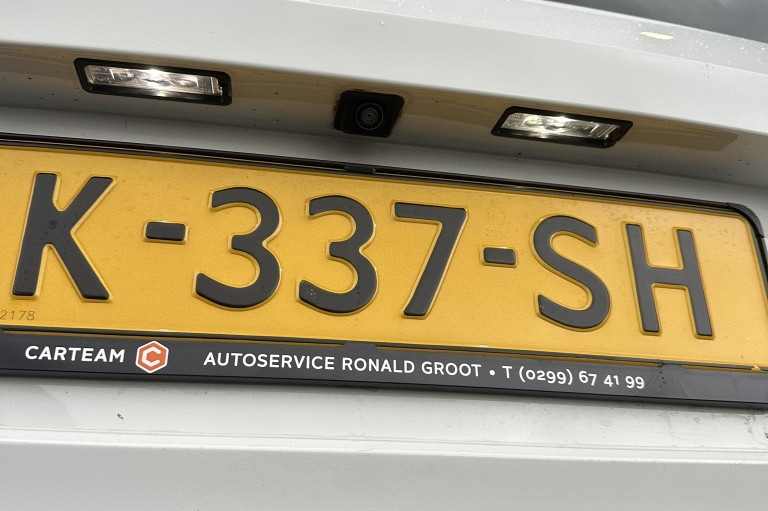 K-337-SH
2178
CARTEAM C AUTOSERVICE RONALD GROOT • T (0299) 67 41 99